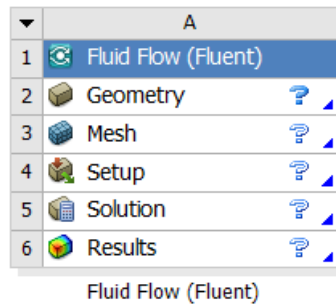 A
1 Fluid Flow (Fluent)
2 Geometry ?
3 Mesh ?
4 Setup ?
5 Solution ?
6 Results ?
Fluid Flow (Fluent)